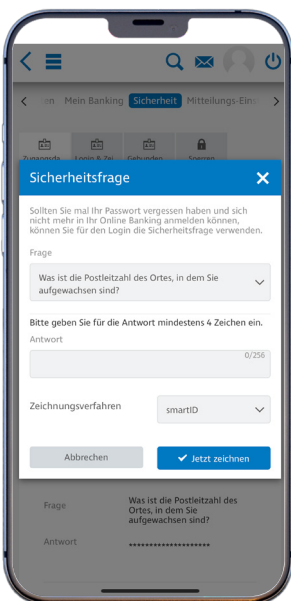 en Mein Banking Sicherheit Mitteilungs-Eins
Zugangsda Login & Zei Gebunden Sperren
Sicherheitsfrage
Sollten Sie mal Ihr Passwort vergessen haben und sich
nicht mehr in Ihr Online Banking anmelden können,
können Sie für den Login die Sicherheitsfrage verwenden.
Frage
Was ist die Postleitzahl des Ortes, in dem Sie
aufgewachsen sind?
Bitte geben Sie für die Antwort mindestens 4 Zeichen ein.
Antwort
0/256
Zeichnungsverfahren smartID
Abbrechen Jetzt zeichnen
Frage Was ist die Postleitzahl des
Ortes, in dem Sie
aufgewachsen sind?
Antwort ********************